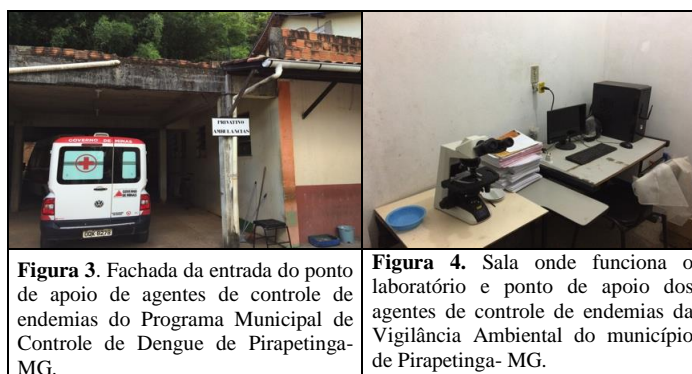 GOVERNO DE MINAS
PRIVATIVO
AMBULÂNCIAS
Figura 3. Fachada da entrada do ponto
de apoio de agentes de controle de
endemias do Programa Municipal de
Controle de Dengue de Pirapetinga-
MG.
Figura 4. Sala onde funciona o
laboratório e ponto de apoio dos
agentes de controle de endemias da
Vigilância Ambiental do município
de Pirapetinga- MG.